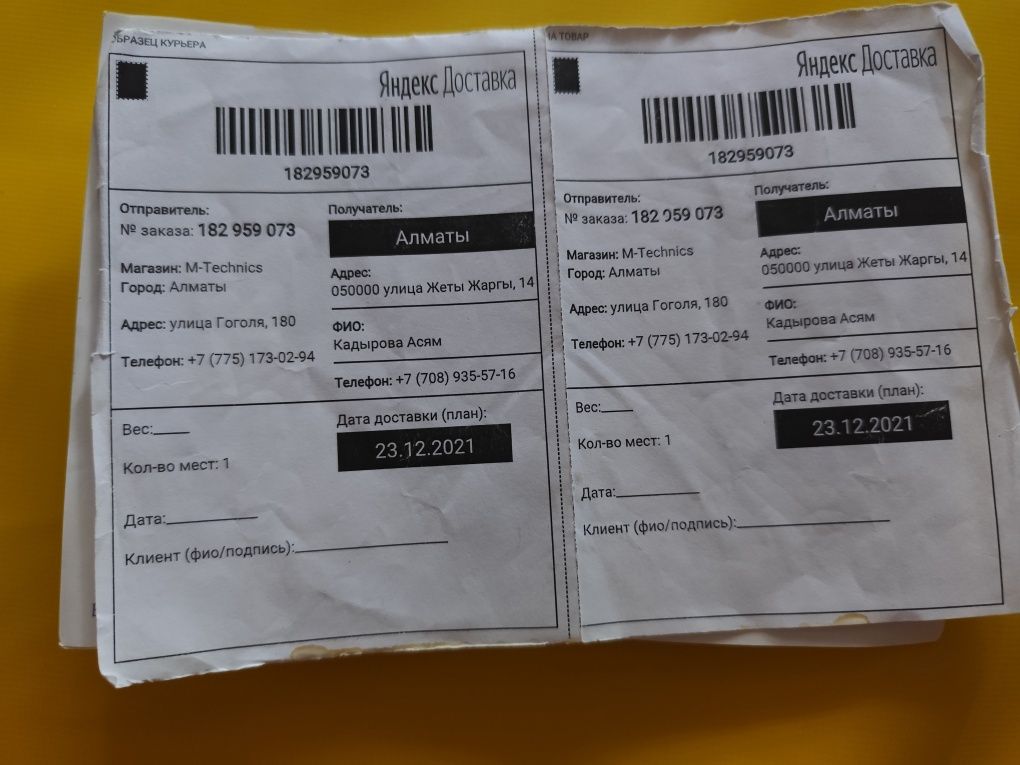 ОБРАЗЕЦ КУРЬЕРА
Яндекс Доставка
182959073
Отправитель:
№ заказа: 182 959 073
Магазин: M-Technics
Город: Алматы
Адрес: улица Гоголя, 180
Телефон: +7 (775) 173-02-94
Получатель:
Алматы
Адрес:
050000 улица Жеты Жаргы, 14
ФИО:
Кадырова Асям
Телефон: +7 (708) 935-57-16
Вес:____
Кол-во мест: 1
Дата доставки (план):
23.12.2021
Дата:__________
Клиент (фио/подпись):________________
НА ТОВАР
Яндекс Доставка
182959073
Отправитель:
№ заказа: 182 959 073
Магазин: M-Technics
Город: Алматы
Адрес: улица Гоголя, 180
Телефон: +7 (775) 173-02-94
Получатель:
Алматы
Адрес:
050000 улица Жеты Жаргы, 14
ФИО:
Кадырова Асям
Телефон: +7 (708) 935-57-16
Вес:____
Кол-во мест: 1
Дата доставки (план):
23.12.2021
Дата:__________
Клиент (фио/подпись):________________